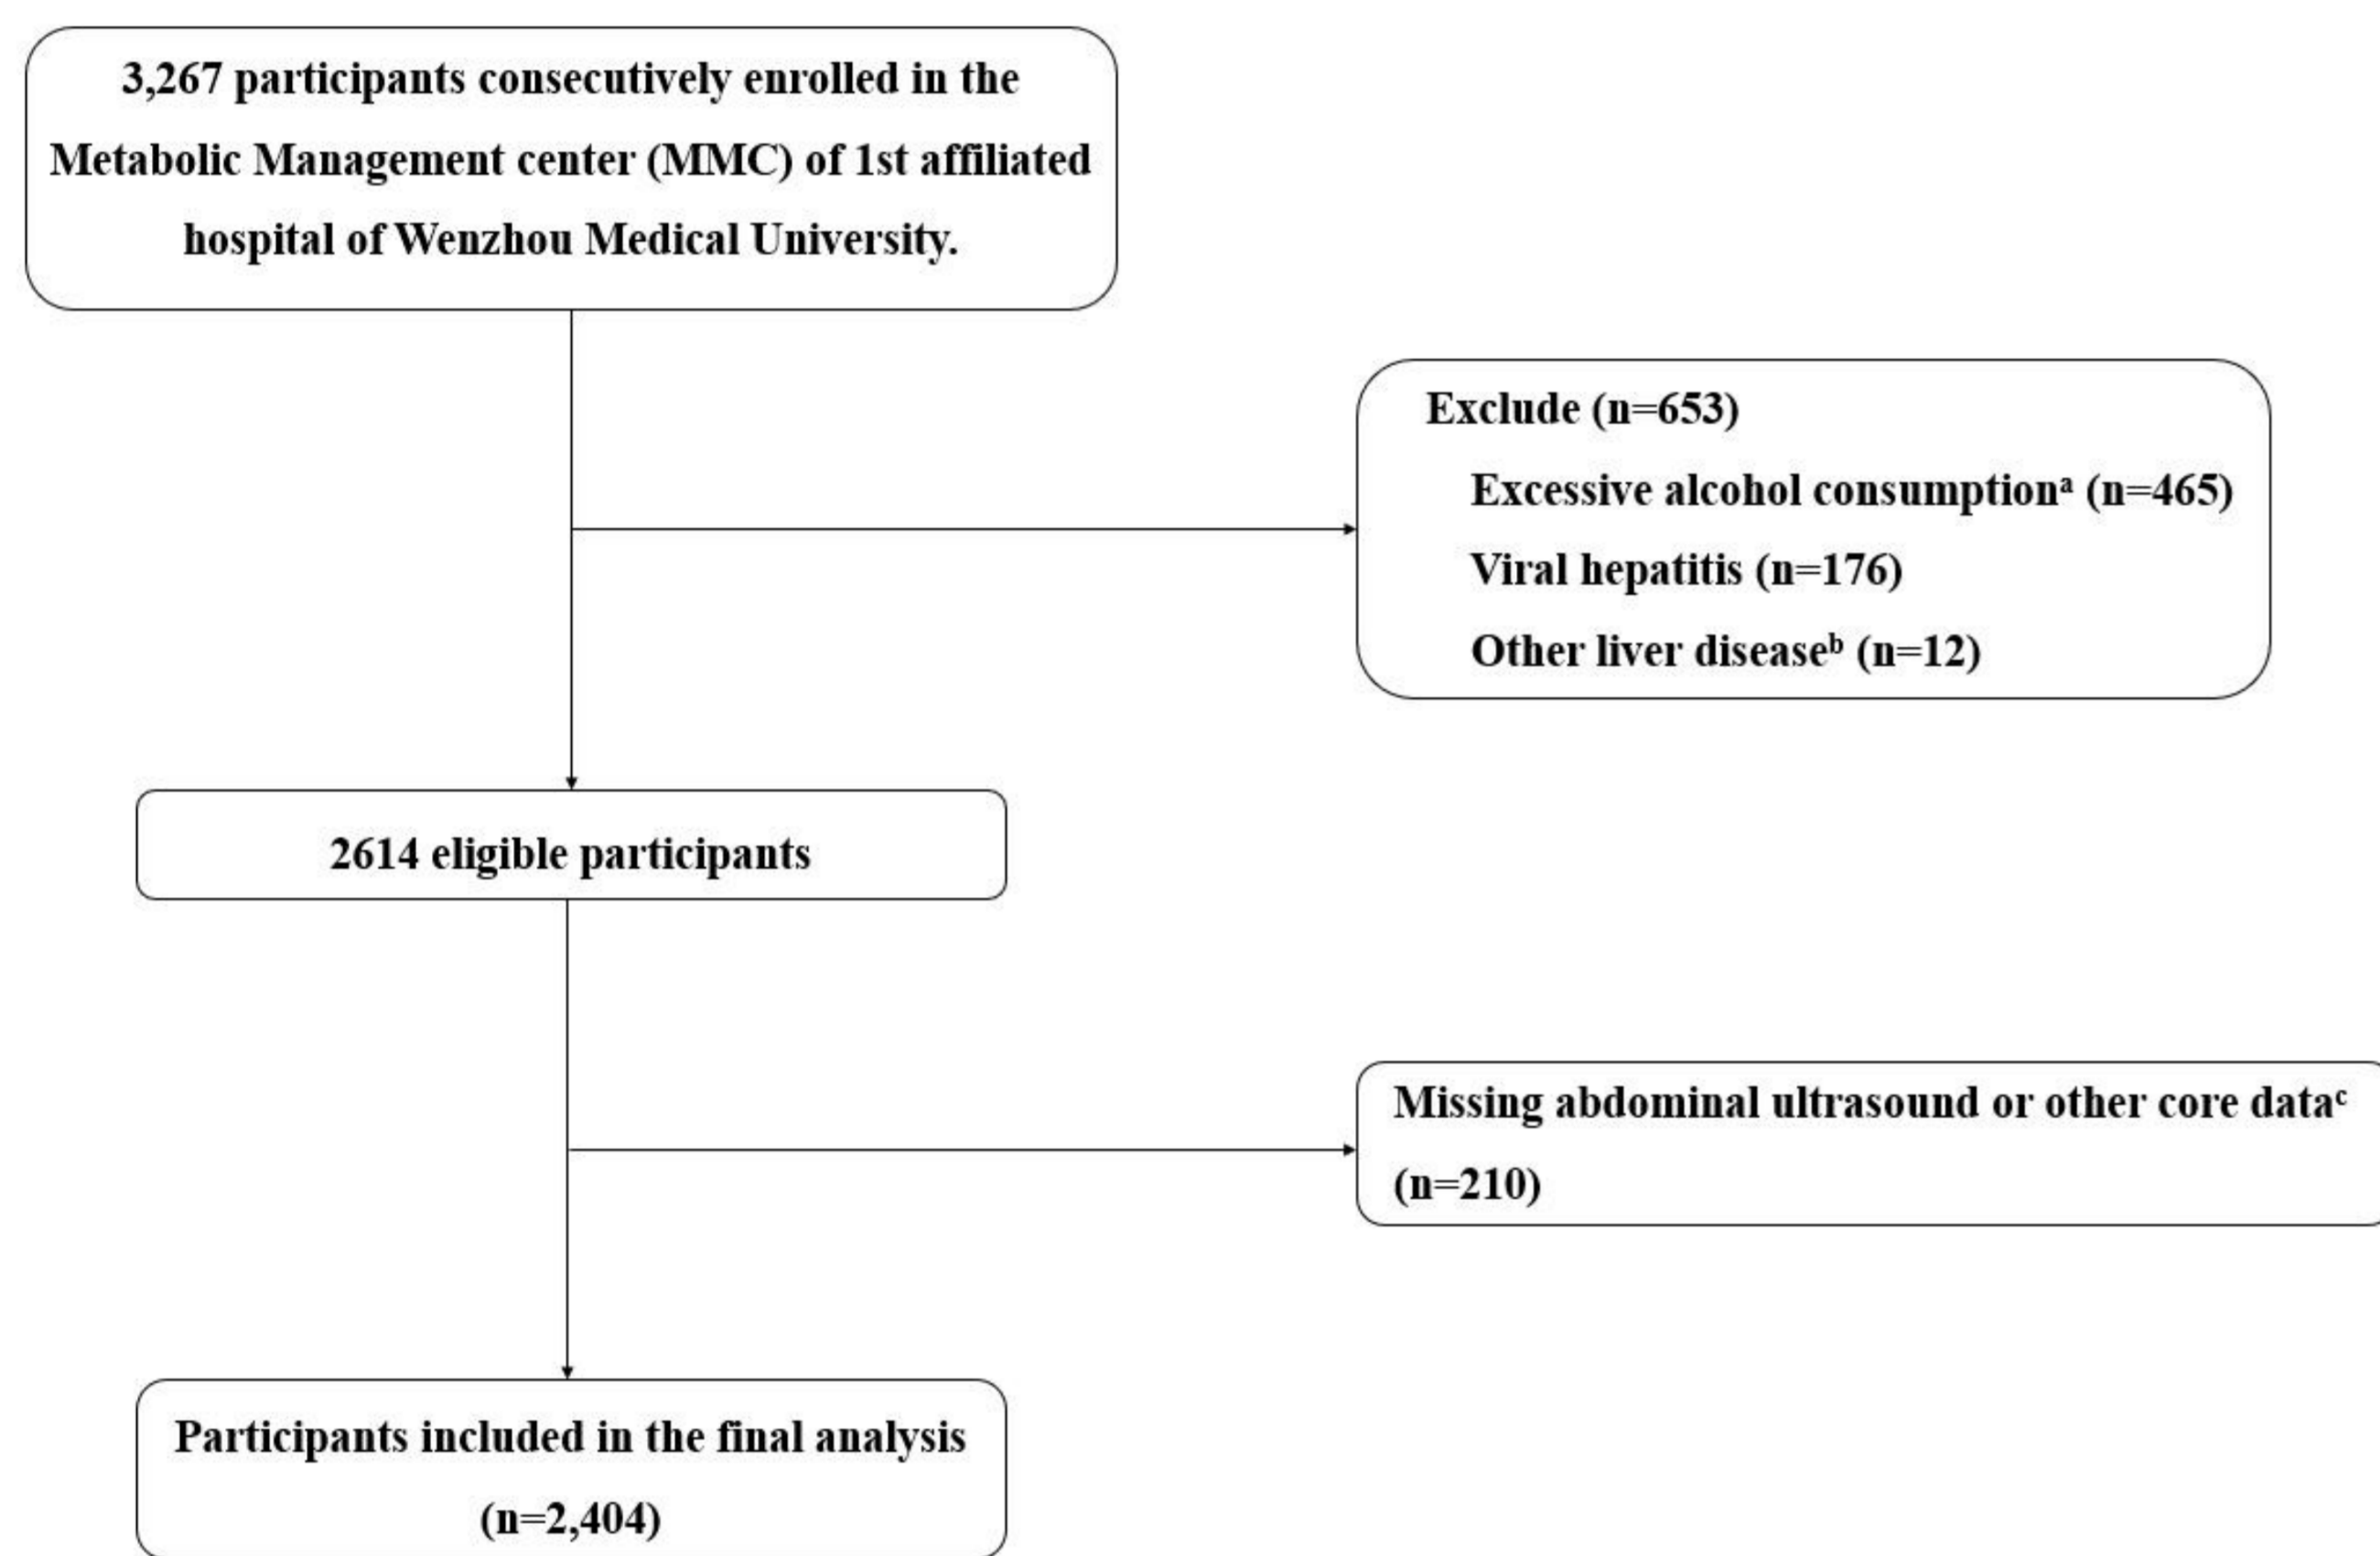 3,267 participants consecutively enrolled in the
Metabolic Management center (MMC) of 1st affiliated
hospital of Wenzhou Medical University.
Exclude (n=653)
Excessive alcohol consumptionᵃ (n=465)
Viral hepatitis (n=176)
Other liver diseaseᵇ (n=12)
2614 eligible participants
Missing abdominal ultrasound or other core dataᶜ
(n=210)
Participants included in the final analysis
(n=2,404)